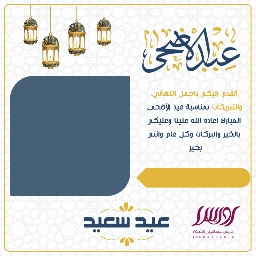 عيد الأضحى
أتقدم إليكم بأجمل التهاني
والتبريكات بمناسبة عيد الأضحى
المبارك أعاده الله علينا وعليكم
بالخير والبركات وكل عام وأنتم
بخير
عيد سعيد